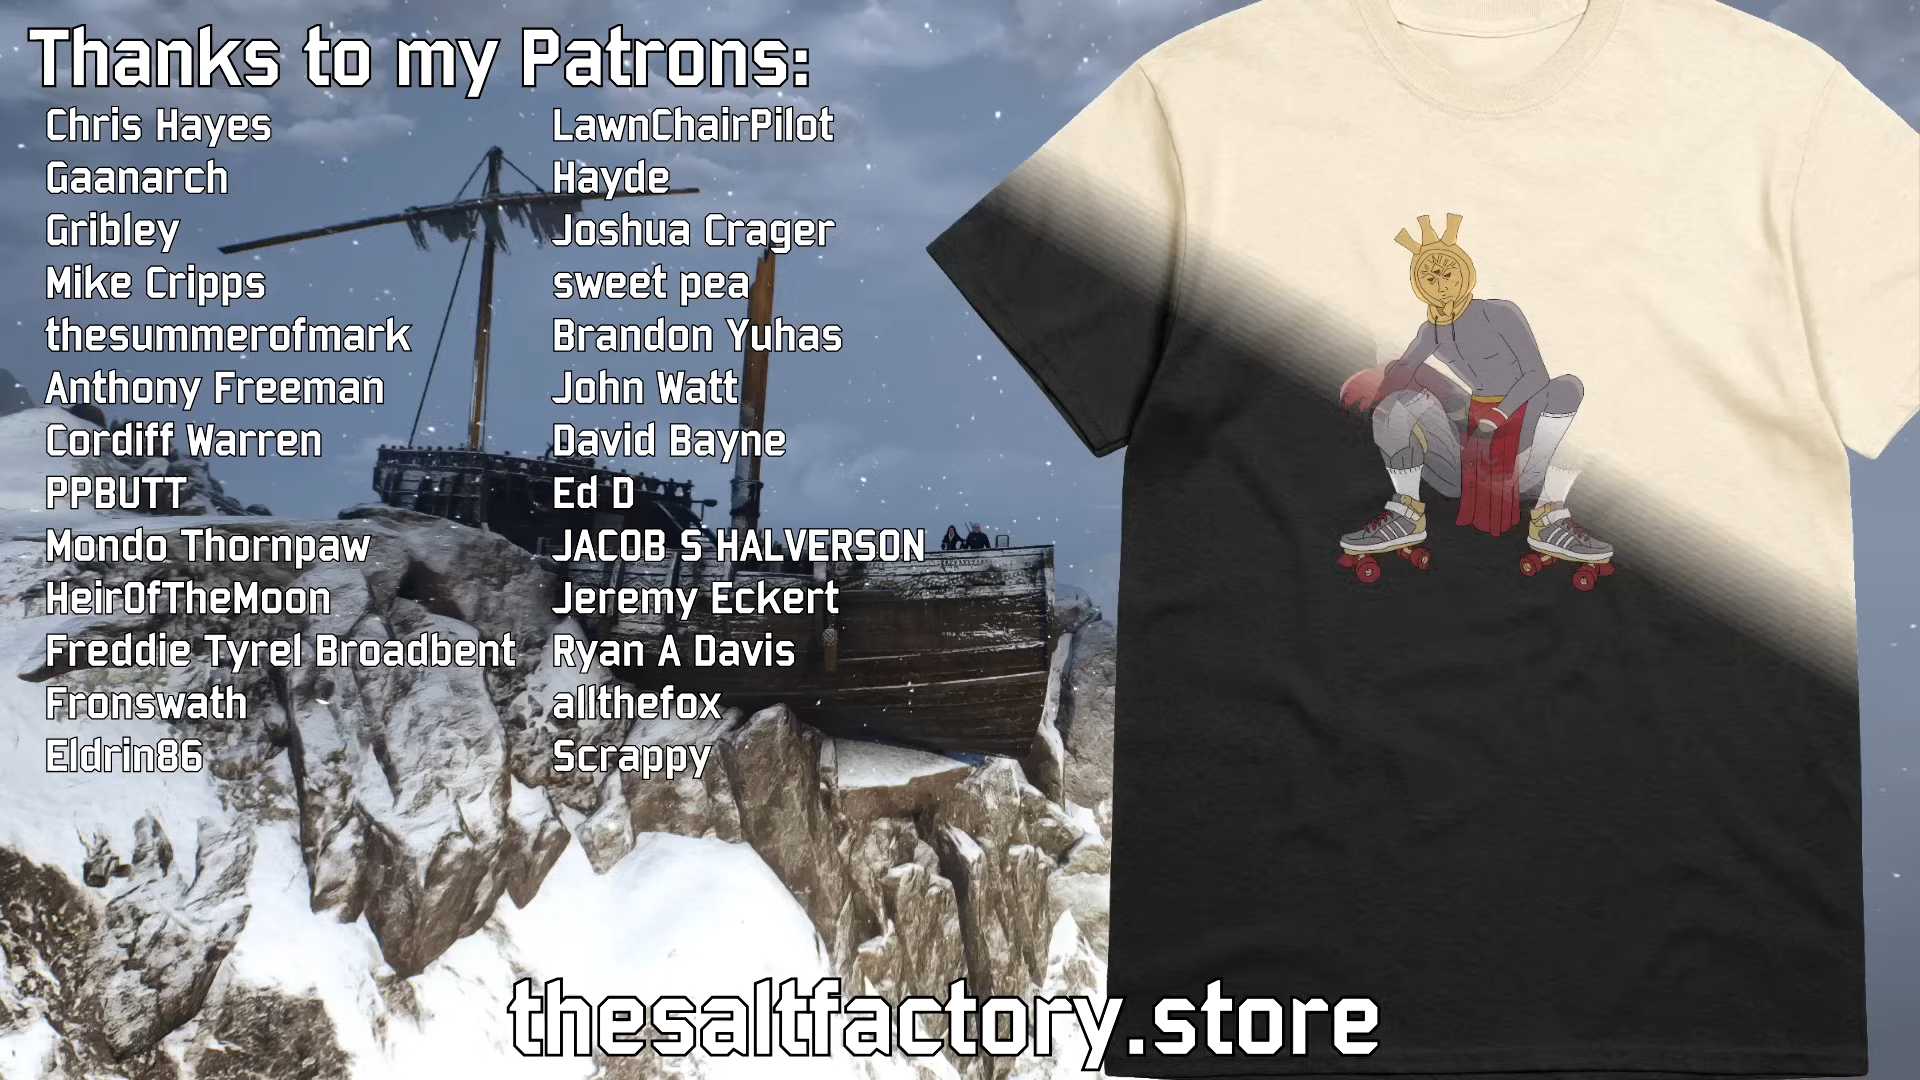 Thanks to my Patrons:
Chris Hayes
Gaanarch
Gribley
Mike Cripps
thesummerofmark
Anthony Freeman
Cordiff Warren
PPBUTT
Mondo Thornpaw
HeirOfTheMoon
Freddie Tyrel Broadbent
Fronswath
Eldrin86
LawnChairPilot
Hayde
Joshua Crager
sweet pea
Brandon Yuhas
John Watt
David Bayne
Ed D
JACOB S HALVERSON
Jeremy Eckert
Ryan A Davis
allthefox
Scrappy
thesaltfactory.store